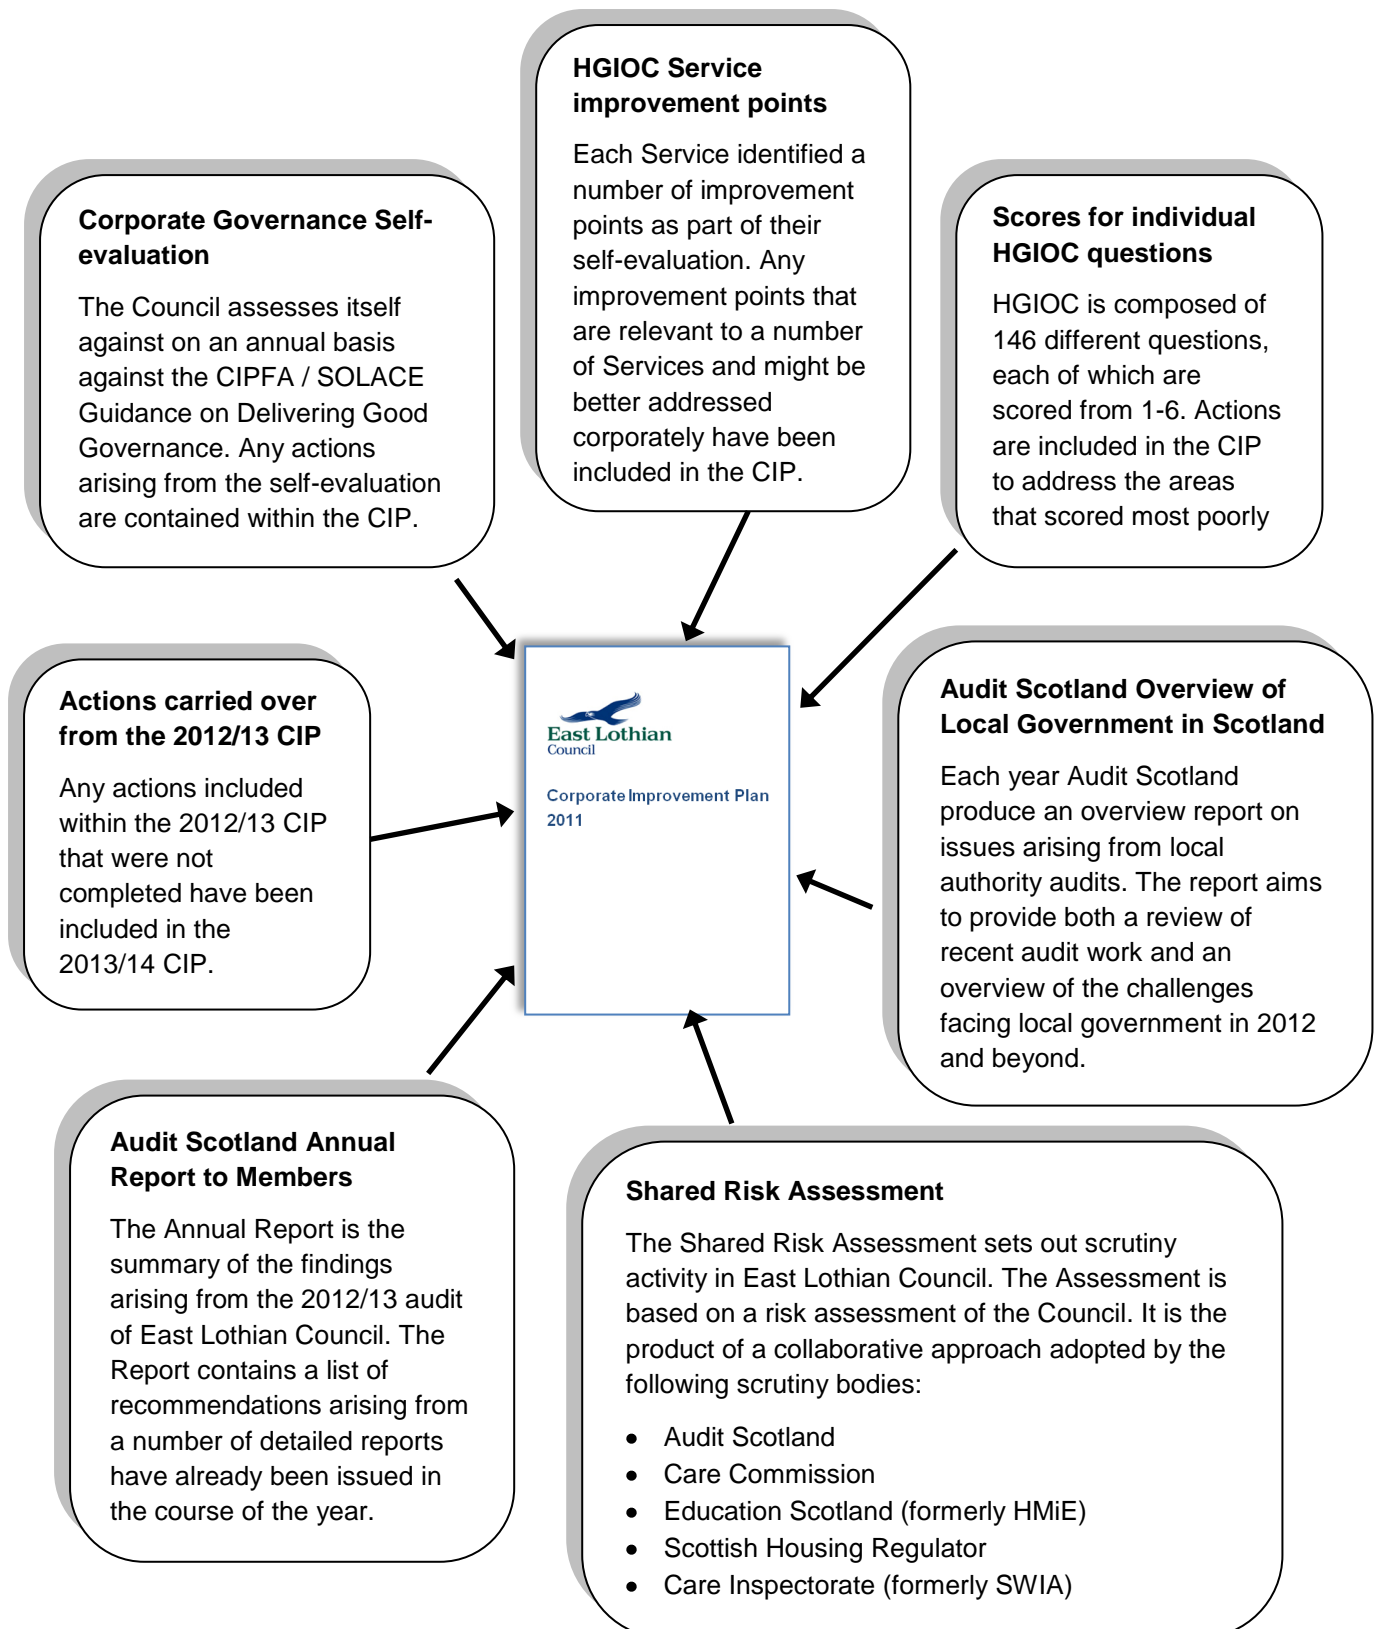 HGIOC Service
improvement points
Each Service identified a
number of improvement
points as part of their
self-evaluation. Any
improvement points that
are relevant to a number
of Services and might be
better addressed
corporately have been
included in the CIP.
Corporate Governance Self-
evaluation
The Council assesses itself
against on an annual basis
against the CIPFA / SOLACE
Guidance on Delivering Good
Governance. Any actions
arising from the self-evaluation
are contained within the CIP.
Scores for individual
HGIOC questions
HGIOC is composed of
146 different questions,
each of which are
scored from 1-6. Actions
are included in the CIP
to address the areas
that scored most poorly
Actions carried over
from the 2012/13 CIP
Any actions included
within the 2012/13 CIP
that were not
completed have been
included in the
2013/14 CIP.
East Lothian
Council
Corporate Improvement Plan
2011
Audit Scotland Overview of
Local Government in Scotland
Each year Audit Scotland
produce an overview report on
issues arising from local
authority audits. The report aims
to provide both a review of
recent audit work and an
overview of the challenges
facing local government in 2012
and beyond.
Audit Scotland Annual
Report to Members
The Annual Report is the
summary of the findings
arising from the 2012/13 audit
of East Lothian Council. The
Report contains a list of
recommendations arising from
a number of detailed reports
have already been issued in
the course of the year.
Shared Risk Assessment
The Shared Risk Assessment sets out scrutiny
activity in East Lothian Council. The Assessment is
based on a risk assessment of the Council. It is the
product of a collaborative approach adopted by the
following scrutiny bodies:
• Audit Scotland
• Care Commission
• Education Scotland (formerly HMiE)
• Scottish Housing Regulator
• Care Inspectorate (formerly SWIA)